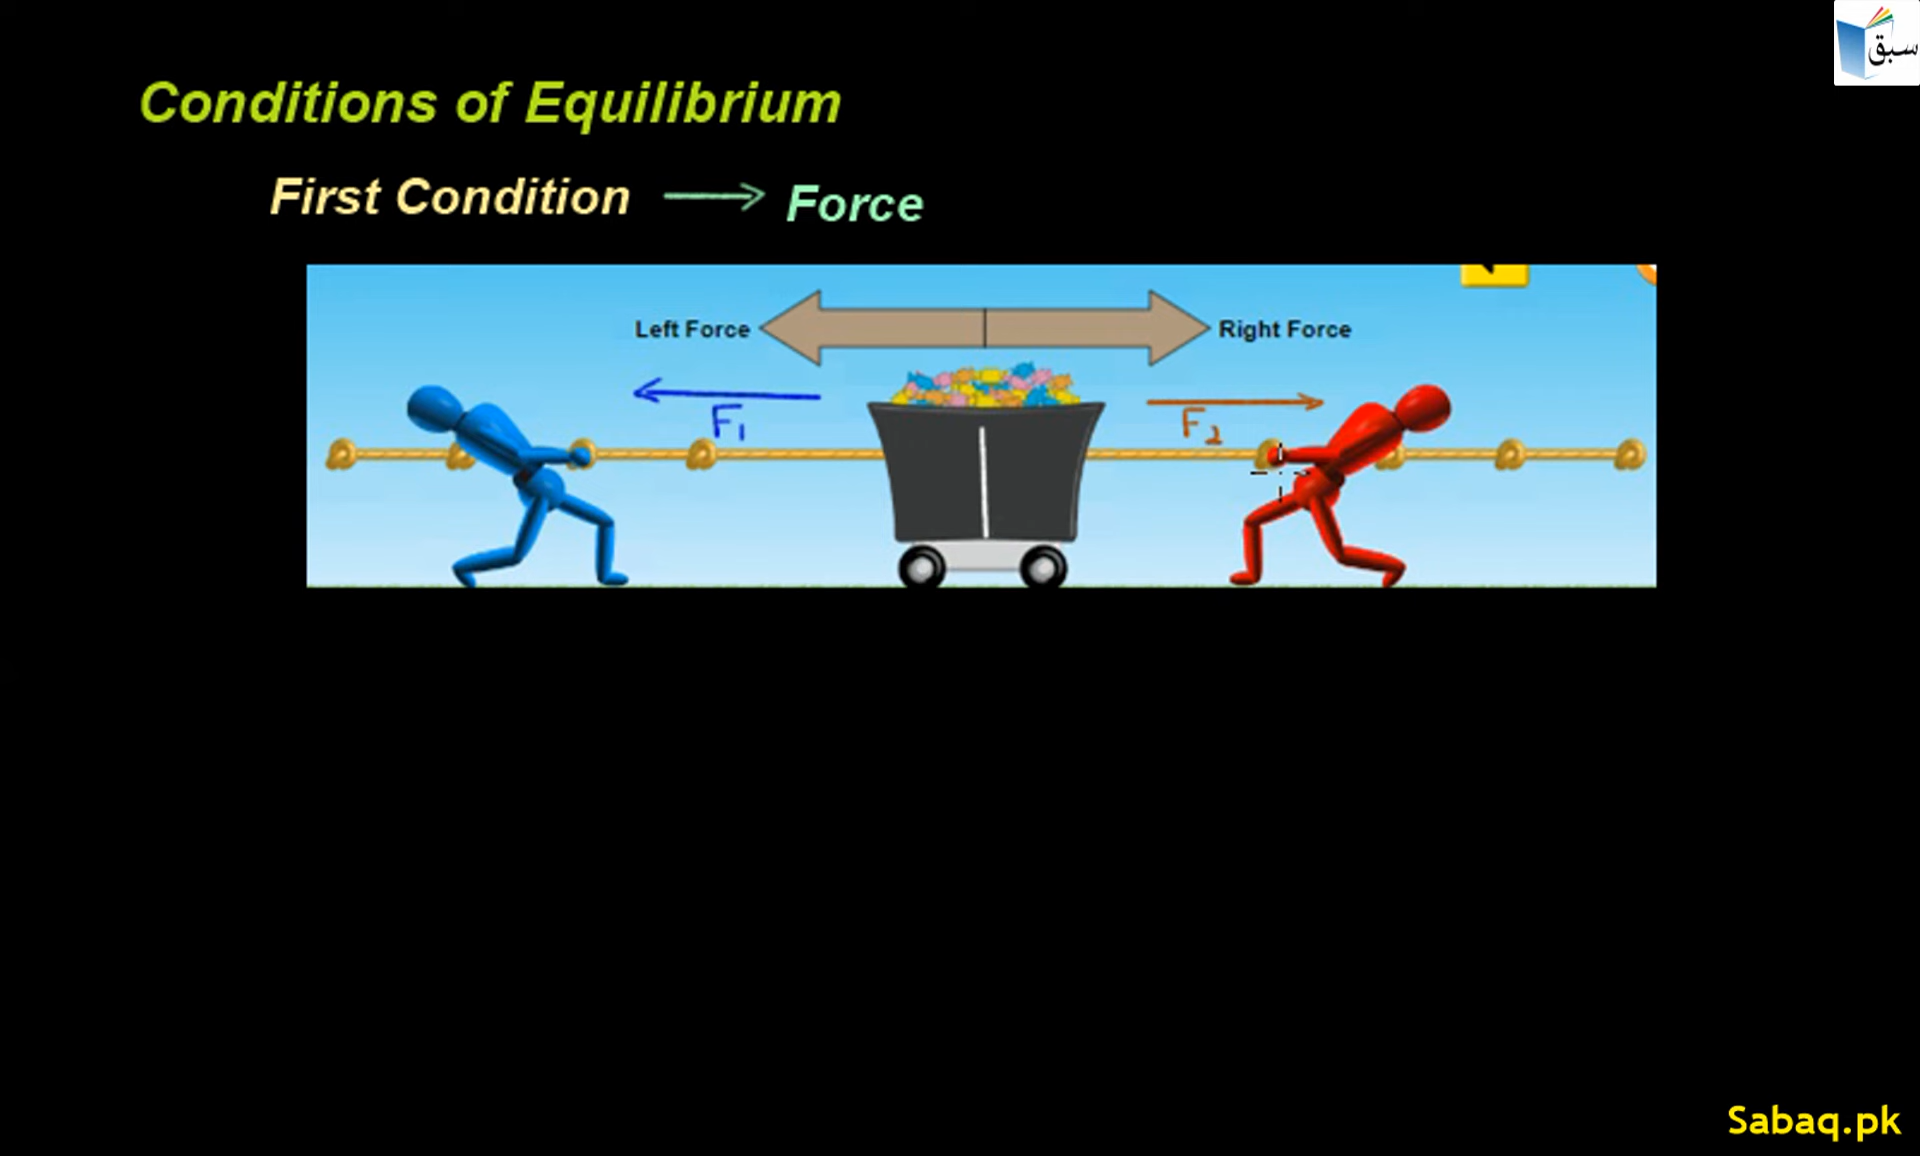 سبق
Conditions of Equilibrium
First Condition → Force
Left Force Right Force
F₁ F₂
Sabaq.pk